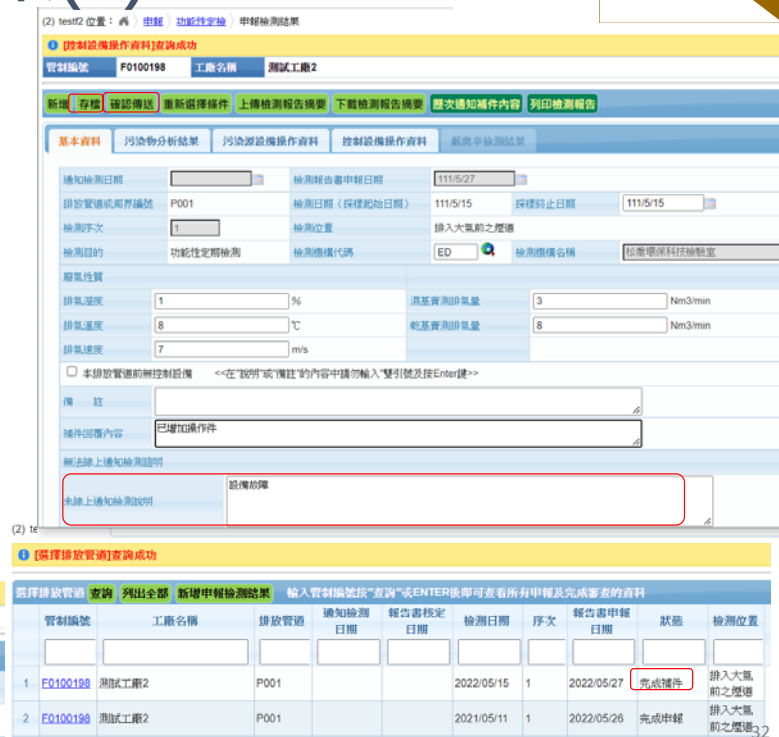 (2) testf2 位置： 〉申報〉功能性定檢〉申報檢測結果
[控制設備操作資料]查詢成功
管制編號 F0100198 工廠名稱 測試工廠2
新增 存檔 確認傳送 重新選擇條件 上傳檢測報告摘要 下載檢測報告摘要 歷次通知補件內容 列印檢測報告
基本資料 污染物分析結果 污染源設備操作資料 控制設備操作資料 戴奧辛檢測結果
通知檢測日期 檢測報告書申報日期 111/5/27
排放管道或周界編號 P001 檢測日期（採樣起始日期） 111/5/15 採樣終止日期 111/5/15
檢測序次 1 檢測位置 排入大氣前之煙道
檢測目的 功能性定期檢測 檢測機構代碼 ED 檢測機構名稱 松喬環保科技檢驗室
廢氣性質
排氣溼度 1 % 濕基實測排氣量 3 Nm3/min
排氣溫度 8 ℃ 乾基實測排氣量 8 Nm3/min
排氣速度 7 m/s
本排放管道前無控制設備 <<在"說明"或"備註"的內容中請勿輸入"雙引號及按Enter鍵>>
備 註
補件回覆內容 已增加操作件
無法線上通知檢測證明
未線上通知檢測說明 設備故障
(2) te
[選擇排放管道]查詢成功
選擇排放管道 查詢 列出全部 新增申報檢測結果 輸入管制編號按"查詢"或ENTER後即可查看所有申報及完成審查的資料
管制編號 工廠名稱 排放管道 通知檢測日期 報告書核定日期 檢測日期 序次 報告書申報日期 狀態 檢測位置
1 F0100198 測試工廠2 P001 2022/05/15 1 2022/05/27 完成補件 排入大氣前之煙道
2 F0100198 測試工廠2 P001 2021/05/11 1 2022/05/26 完成申報 排入大氣前之煙道
32